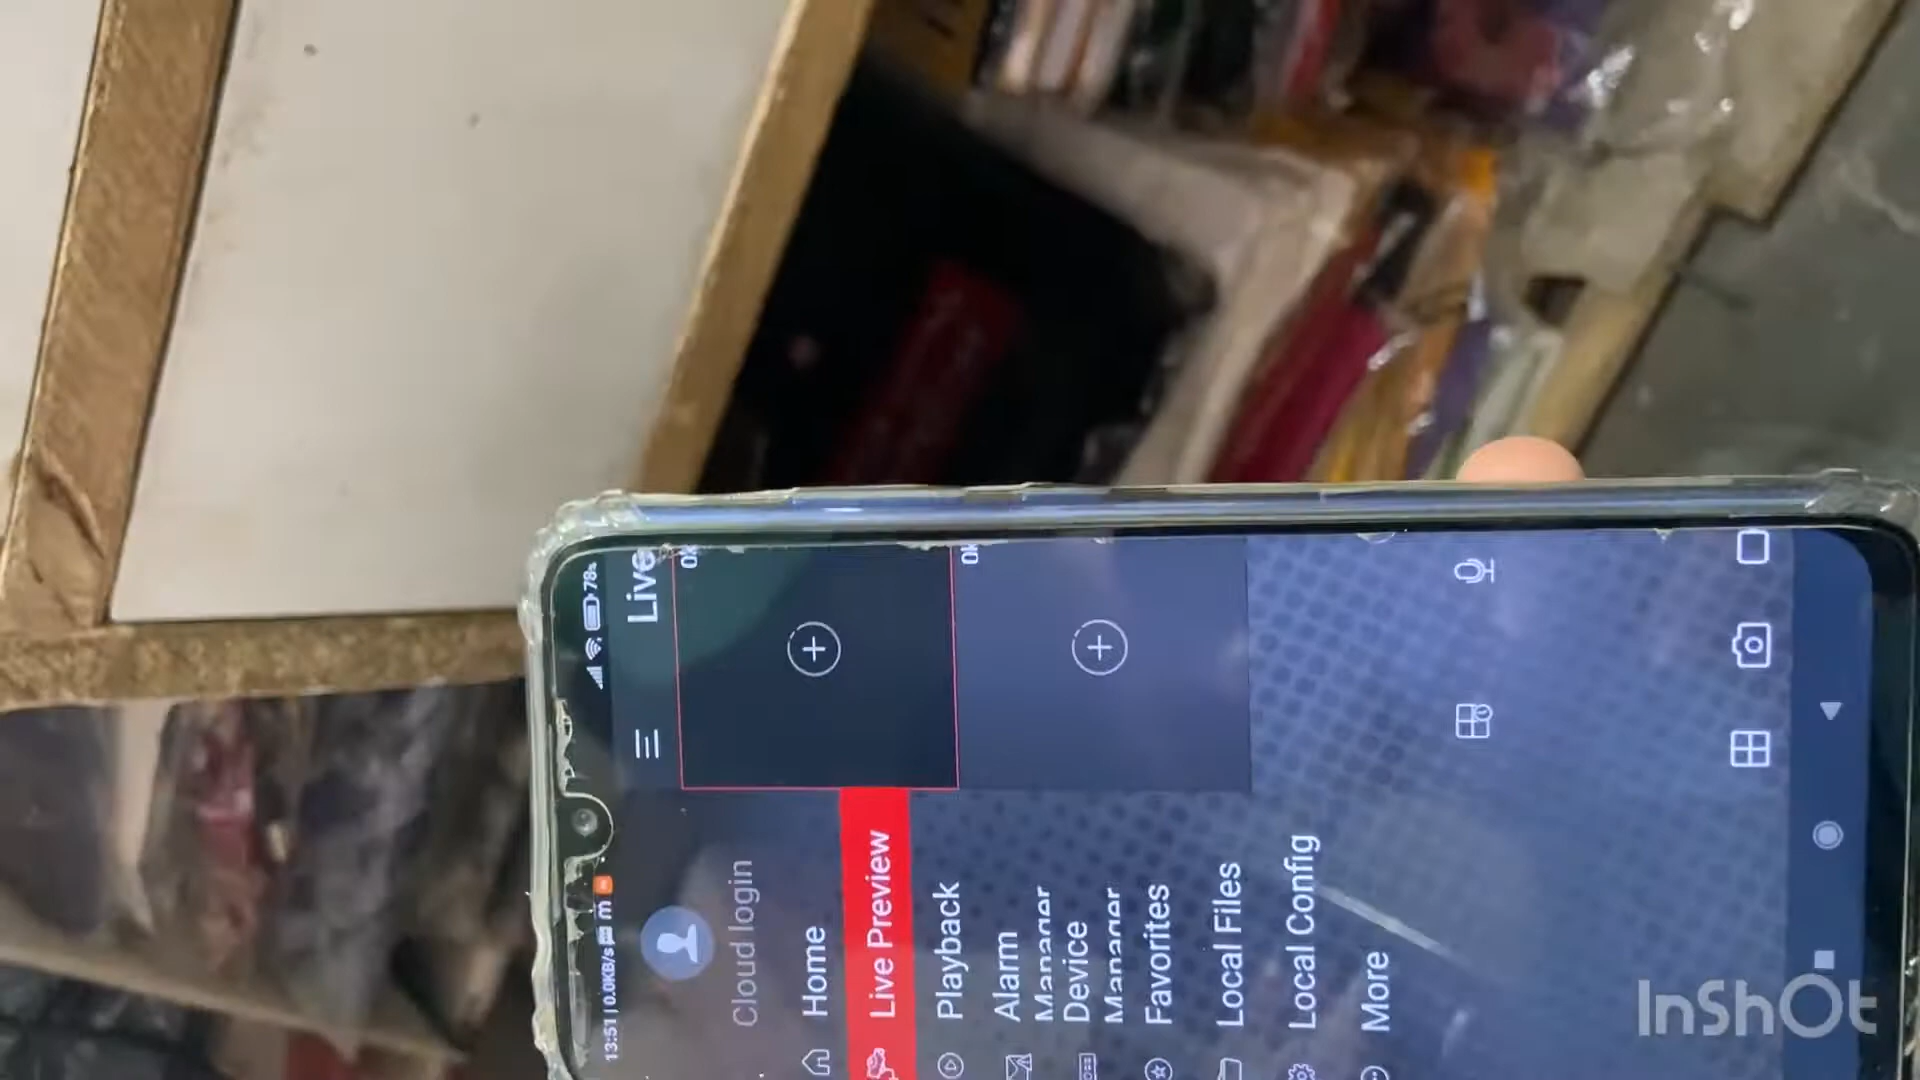 13:51 | 0.0KB/s
78%
Live
Cloud login
Home
Live Preview
Playback
Alarm
Manager
Device
Manager
Favorites
Local Files
Local Config
More
InShOt